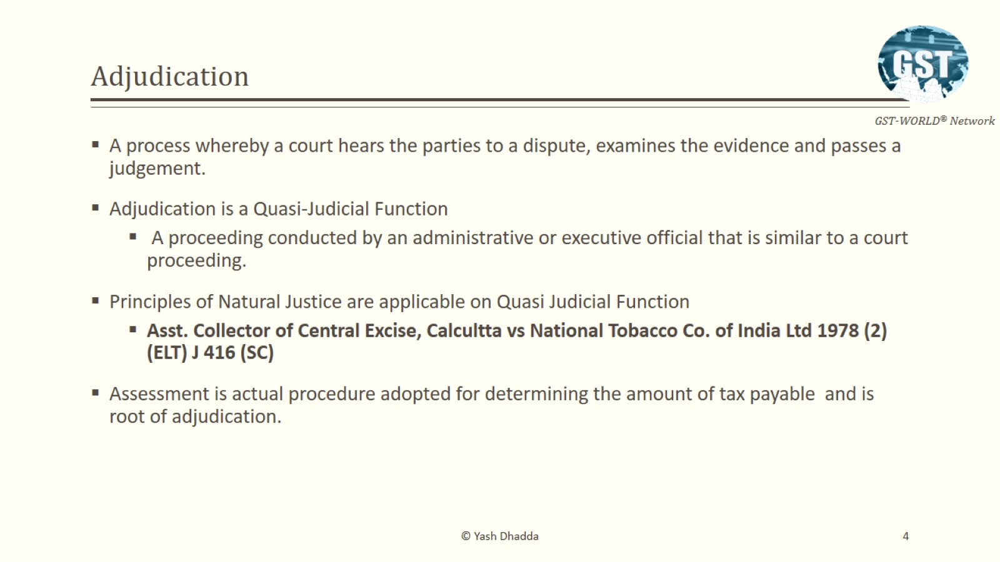 GST
Adjudication
GST-WORLD® Network
▪ A process whereby a court hears the parties to a dispute, examines the evidence and passes a
judgement.
▪ Adjudication is a Quasi-Judicial Function
▪ A proceeding conducted by an administrative or executive official that is similar to a court
proceeding.
▪ Principles of Natural Justice are applicable on Quasi Judicial Function
▪ Asst. Collector of Central Excise, Calcultta vs National Tobacco Co. of India Ltd 1978 (2)
(ELT) J 416 (SC)
▪ Assessment is actual procedure adopted for determining the amount of tax payable  and is
root of adjudication.
© Yash Dhadda
4